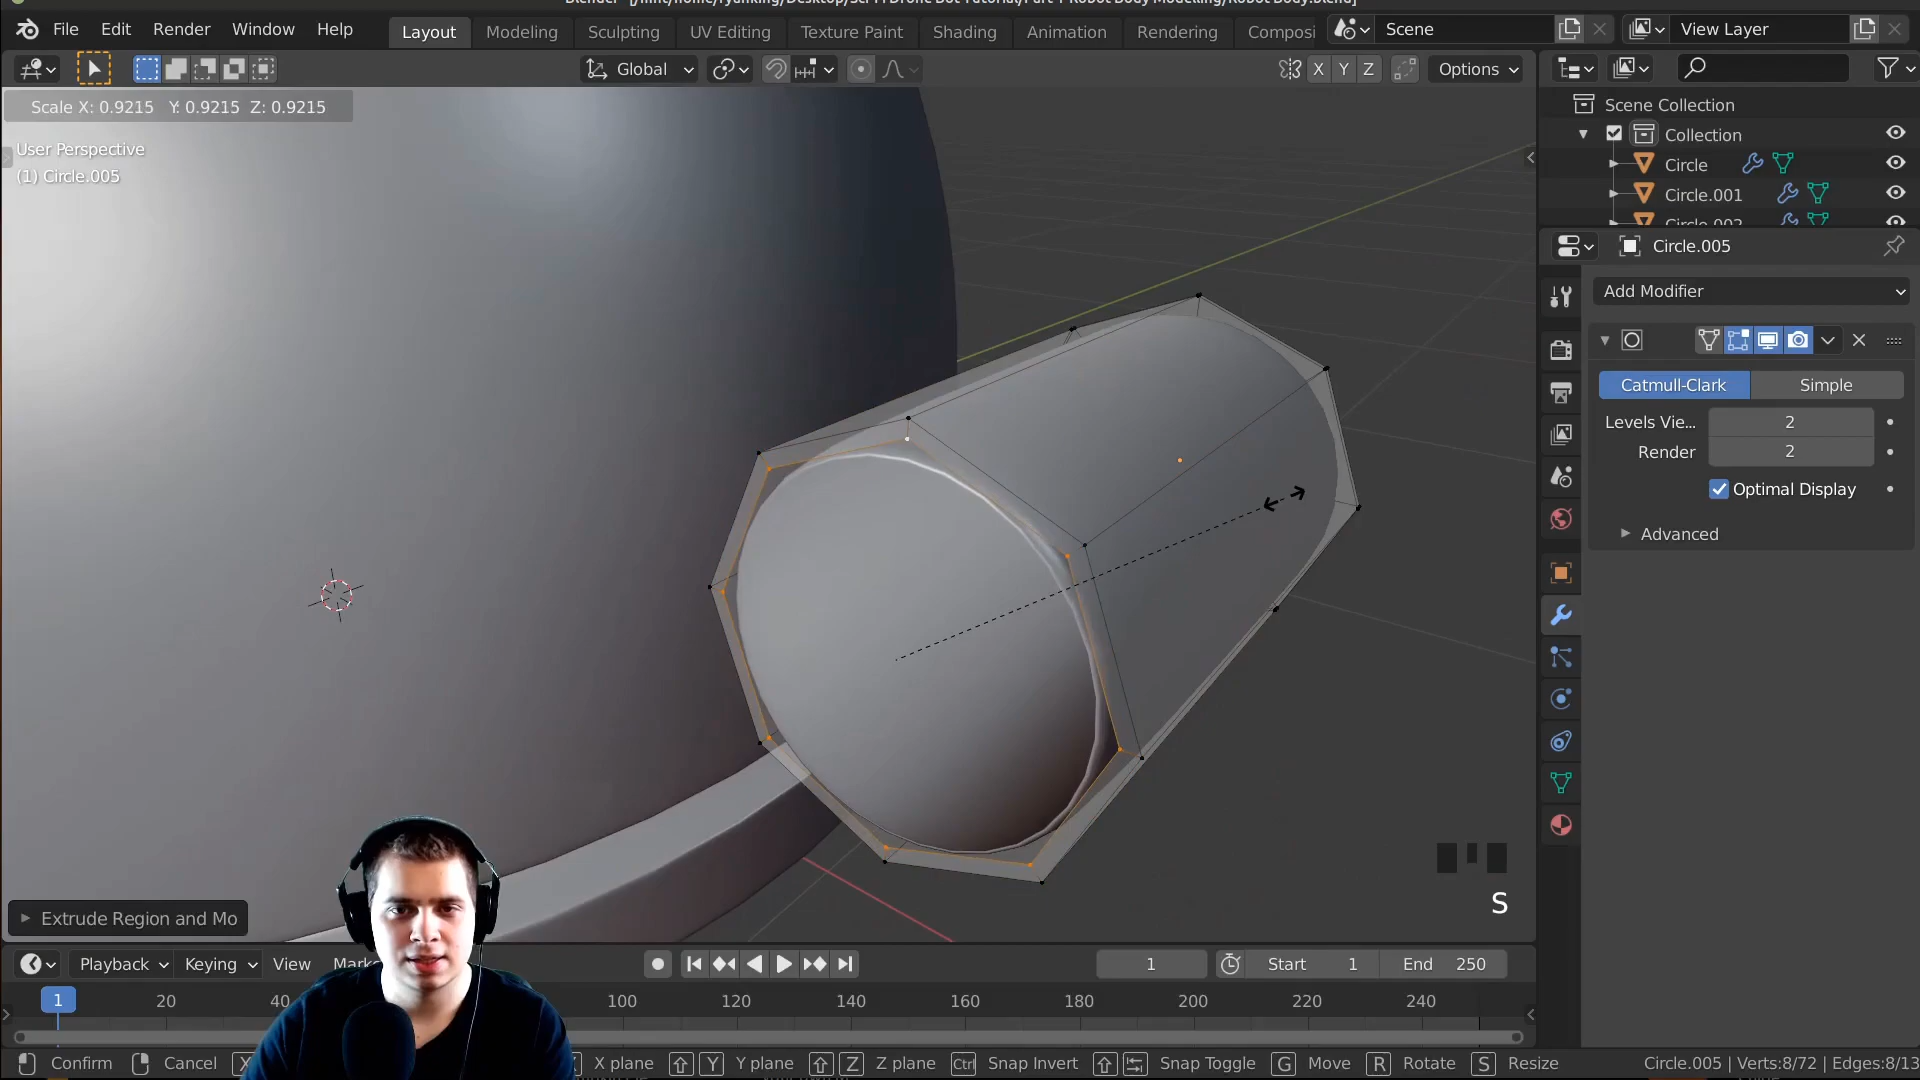 File Edit Render Window Help Layout Modeling Sculpting UV Editing Texture Paint Shading Animation Rendering Composi Scene View Layer
Global X Y Z Options
Scale X: 0.9215 Y: 0.9215 Z: 0.9215
User Perspective
(1) Circle.005
Scene Collection
Collection
Circle
Circle.001
Circle.005
Add Modifier
Catmull-Clark Simple
Levels Vie... 2
Render 2
Optimal Display
Advanced
S
Extrude Region and Mo
Playback Keying View 1 Start 1 End 250
1 20 40 100 120 140 160 180 200 220 240
Confirm Cancel X plane Y Y plane Z Z plane Ctrl Snap Invert Snap Toggle G Move R Rotate S Resize Circle.005 | Verts:8/72 | Edges:8/13